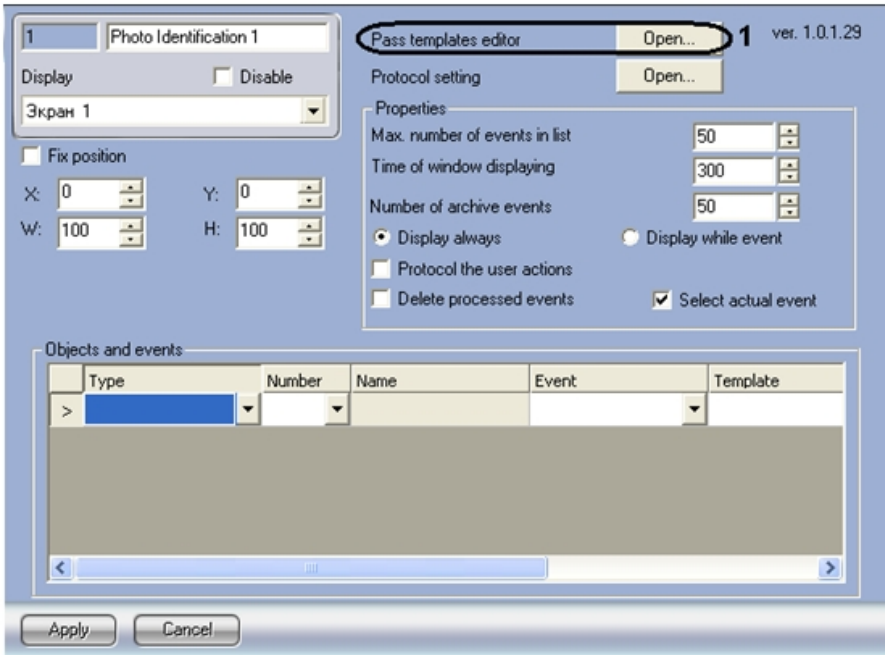 1 Photo Identification 1
Display Disable
Экран 1
Fix position
X: 0 Y: 0
W: 100 H: 100
Pass templates editor Open... 1 ver. 1.0.1.29
Protocol setting Open...
Properties
Max. number of events in list 50
Time of window displaying 300
Number of archive events 50
Display always Display while event
Protocol the user actions
Delete processed events Select actual event
Objects and events
Type Number Name Event Template
>
Apply Cancel